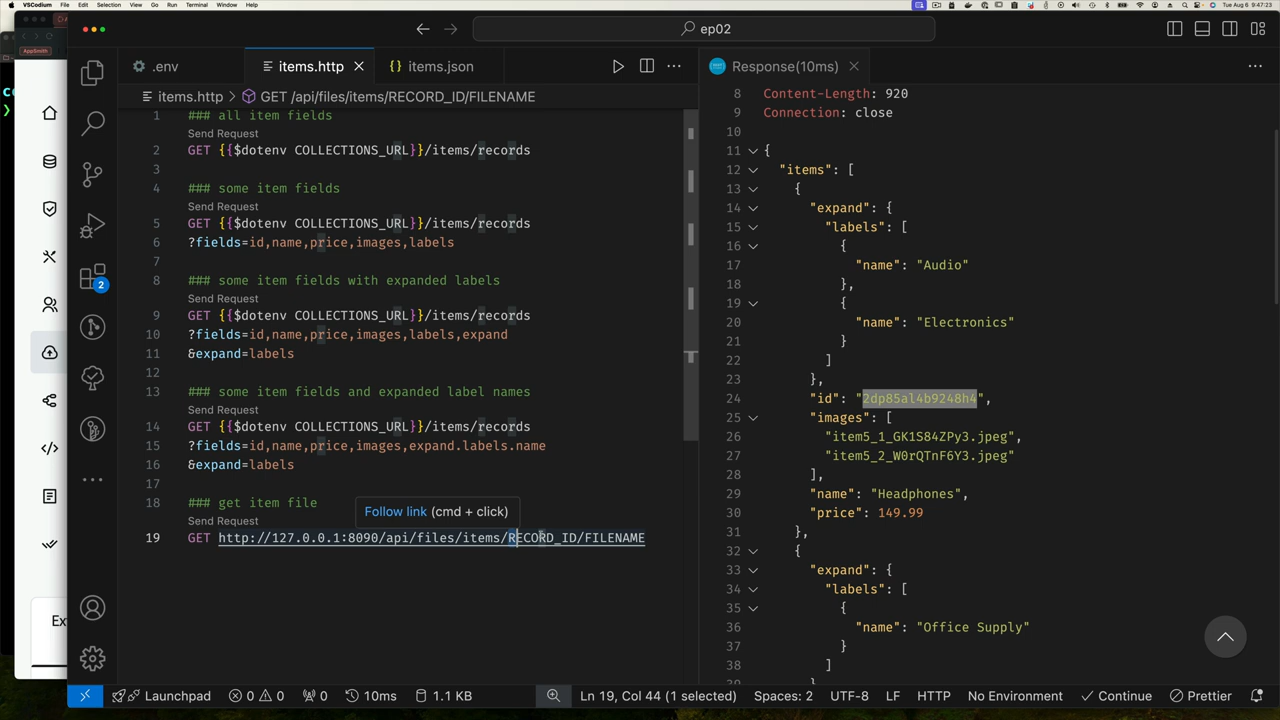 VSCodium File Edit Selection View Go Run Terminal Window Help
Tue Aug 6 9:47:23
AppSmith
ep02
.env
items.http
items.json
Response(10ms)
items.http > GET /api/files/items/RECORD_ID/FILENAME
1 ### all item fields
Send Request
2 GET {{$dotenv COLLECTIONS_URL}}/items/records
3
4 ### some item fields
Send Request
5 GET {{$dotenv COLLECTIONS_URL}}/items/records
6 ?fields=id,name,price,images,labels
7
8 ### some item fields with expanded labels
Send Request
9 GET {{$dotenv COLLECTIONS_URL}}/items/records
10 ?fields=id,name,price,images,labels,expand
11 &expand=labels
12
13 ### some item fields and expanded label names
Send Request
14 GET {{$dotenv COLLECTIONS_URL}}/items/records
15 ?fields=id,name,price,images,expand.labels.name
16 &expand=labels
17
18 ### get item file
Follow link (cmd + click)
Send Request
19 GET http://127.0.0.1:8090/api/files/items/RECORD_ID/FILENAME
8 Content-Length: 920
9 Connection: close
10
11 {
12 "items": [
13 {
14 "expand": {
15 "labels": [
16 {
17 "name": "Audio"
18 },
19 {
20 "name": "Electronics"
21 }
22 ]
23 },
24 "id": "2dp85al4b9248h4",
25 "images": [
26 "item5_1_GK1S84ZPy3.jpeg",
27 "item5_2_W0rQTnF6Y3.jpeg"
28 ],
29 "name": "Headphones",
30 "price": 149.99
31 },
32 {
33 "expand": {
34 "labels": [
35 {
36 "name": "Office Supply"
37 }
38 ]
2
Ex
Launchpad 0 0 0 10ms 1.1 KB Ln 19, Col 44 (1 selected) Spaces: 2 UTF-8 LF HTTP No Environment Continue Prettier